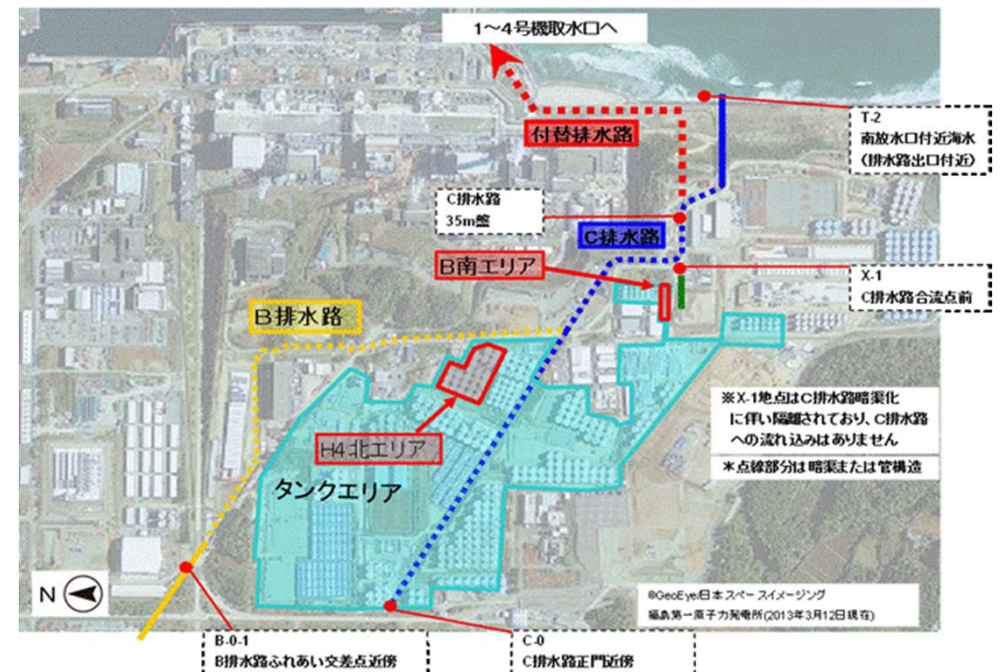 1～4号機取水口へ
付替排水路
T-2
南放水口付近海水
(排水路出口付近)
C排水路
35m盤
C排水路
B南エリア
X-1
C排水路合流点前
B排水路
※X-1地点はC排水路暗渠化
に伴い隔離されており、C排水路
への流れ込みはありません
＊点線部分は暗渠または管構造
H4北エリア
タンクエリア
N
©GeoEye/日本スペースイメージング
福島第一原子力発電所(2013年3月12日現在)
B-0-1
B排水路ふれあい交差点近傍
C-0
C排水路正門近傍